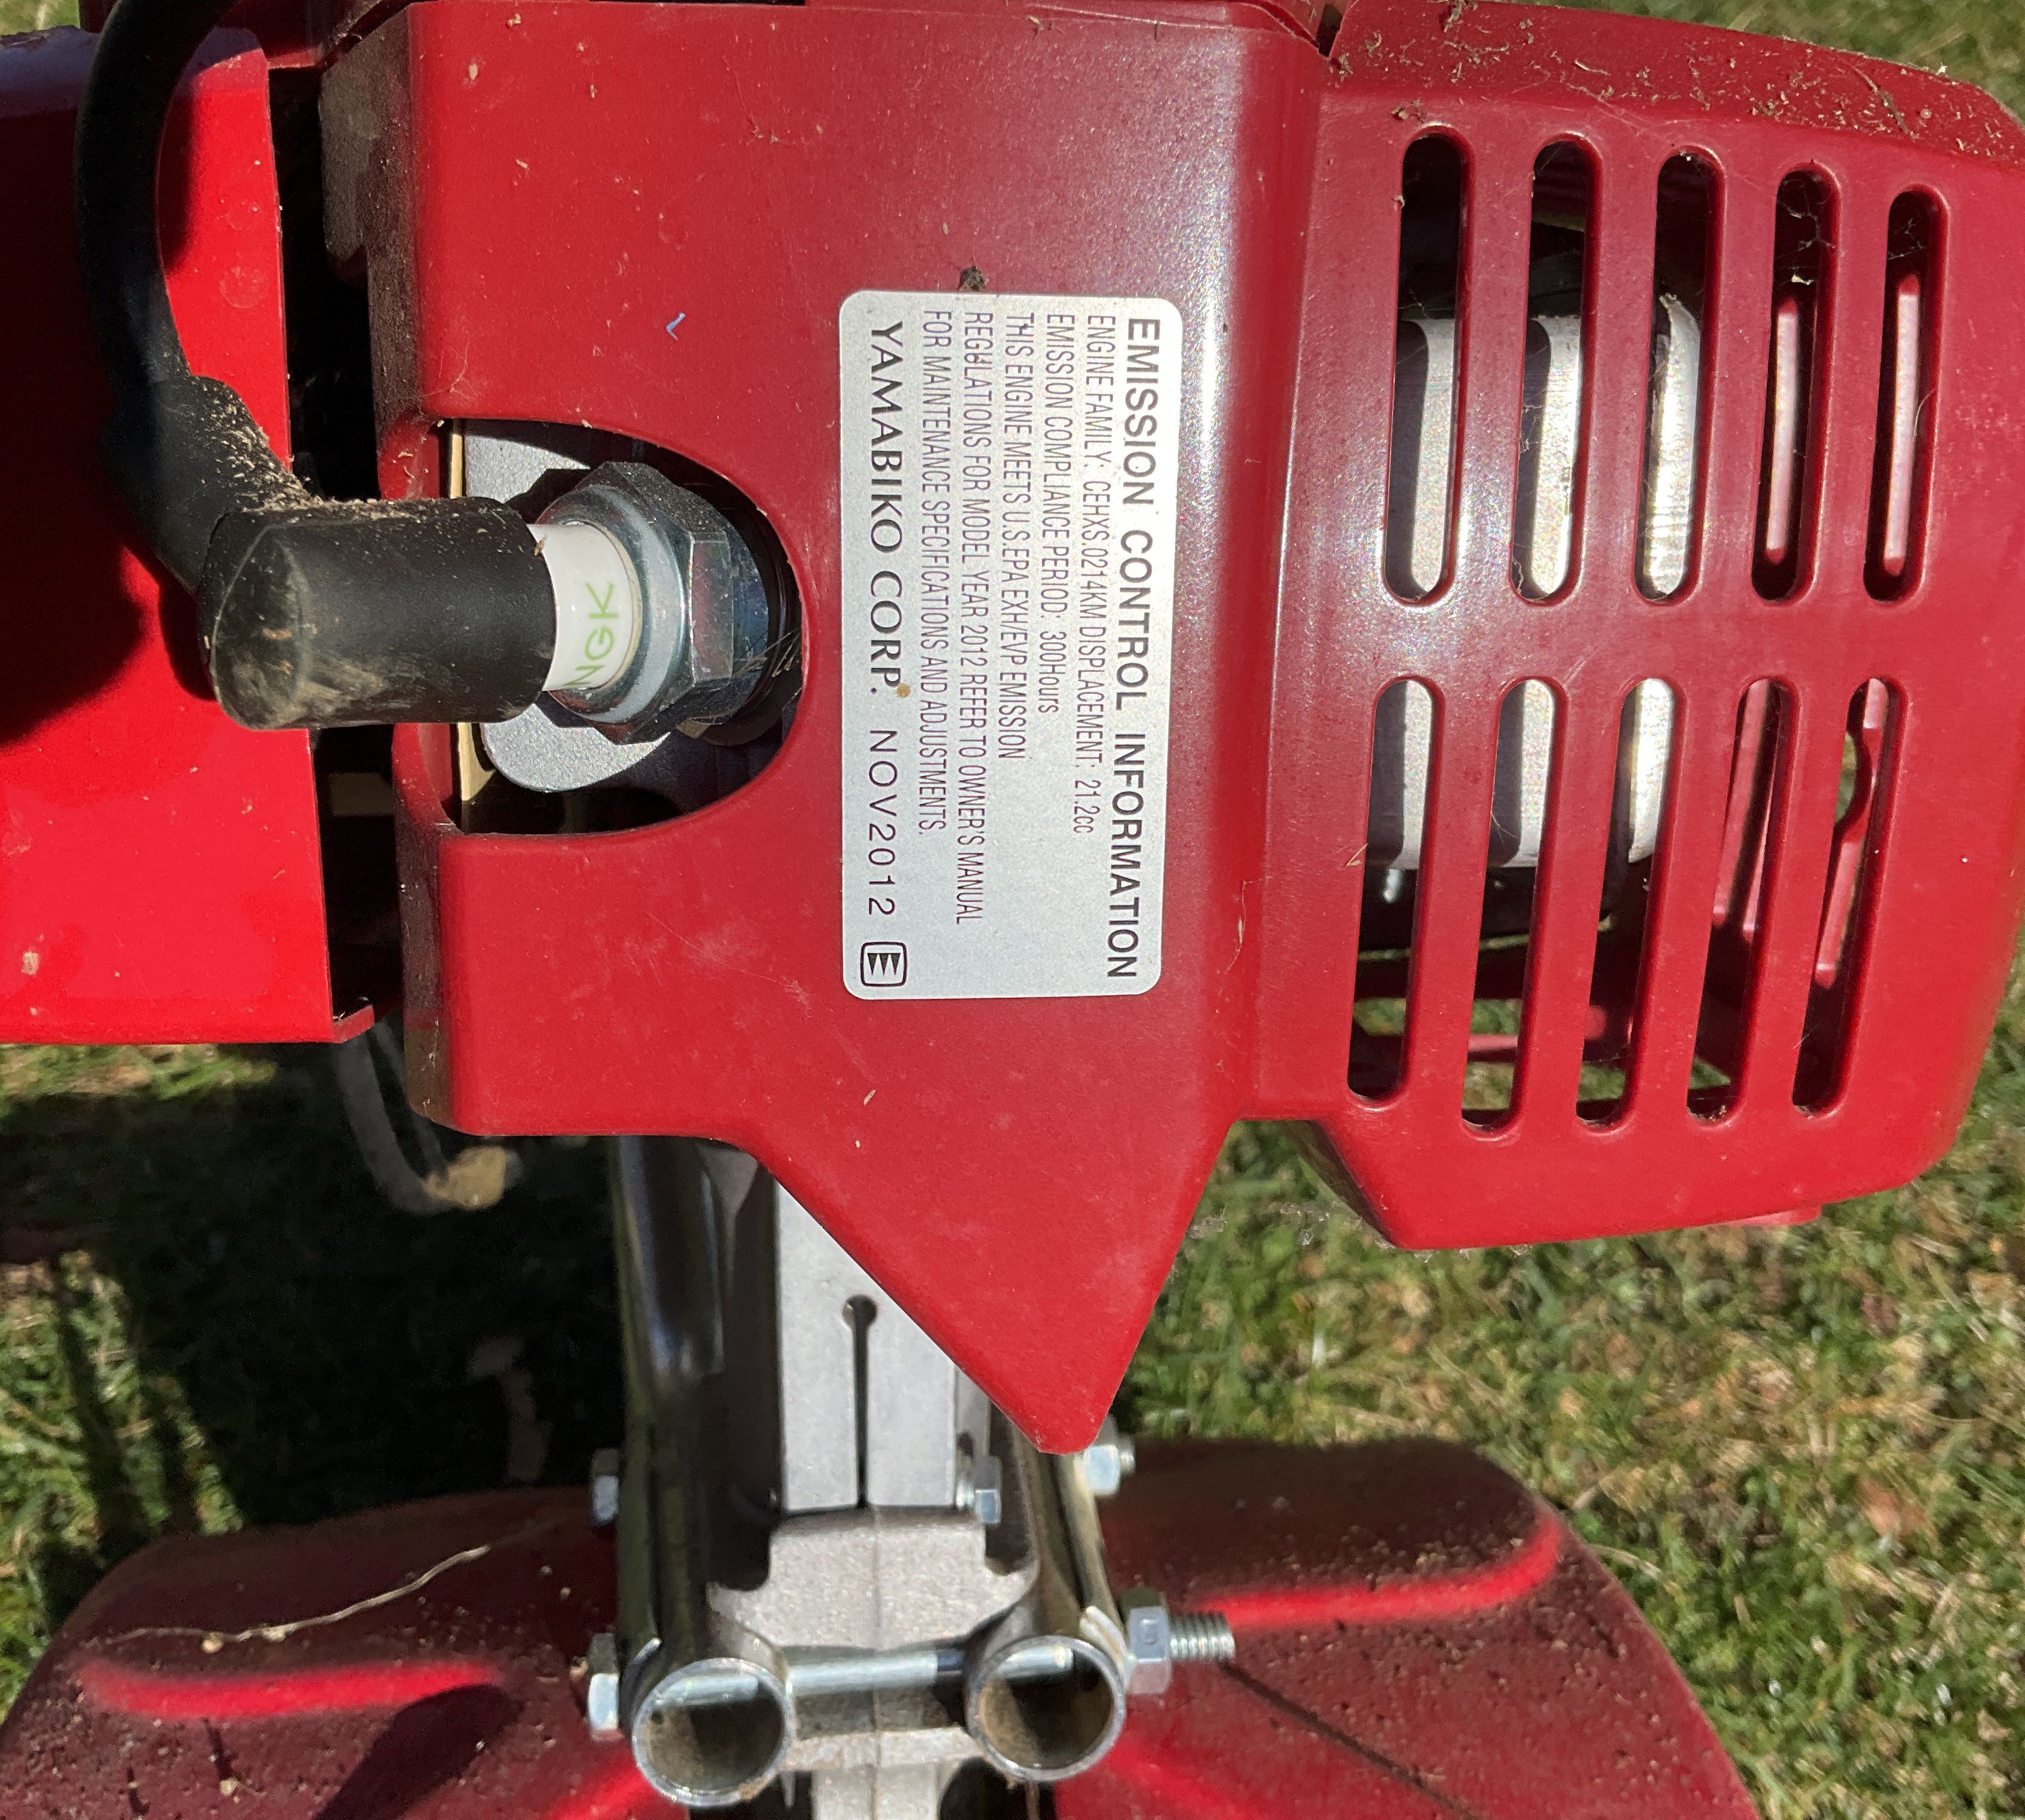 EMISSION CONTROL INFORMATION
ENGINE FAMILY: CEHXS.0214KM DISPLACEMENT: 21.2cc
EMISSION COMPLIANCE PERIOD: 300Hours
THIS ENGINE MEETS U.S.EPA EXH/EVP EMISSION
REGULATIONS FOR MODEL YEAR 2012 REFER TO OWNER'S MANUAL
FOR MAINTENANCE SPECIFICATIONS AND ADJUSTMENTS.
YAMABIKO CORP. NOV2012 E
NGK